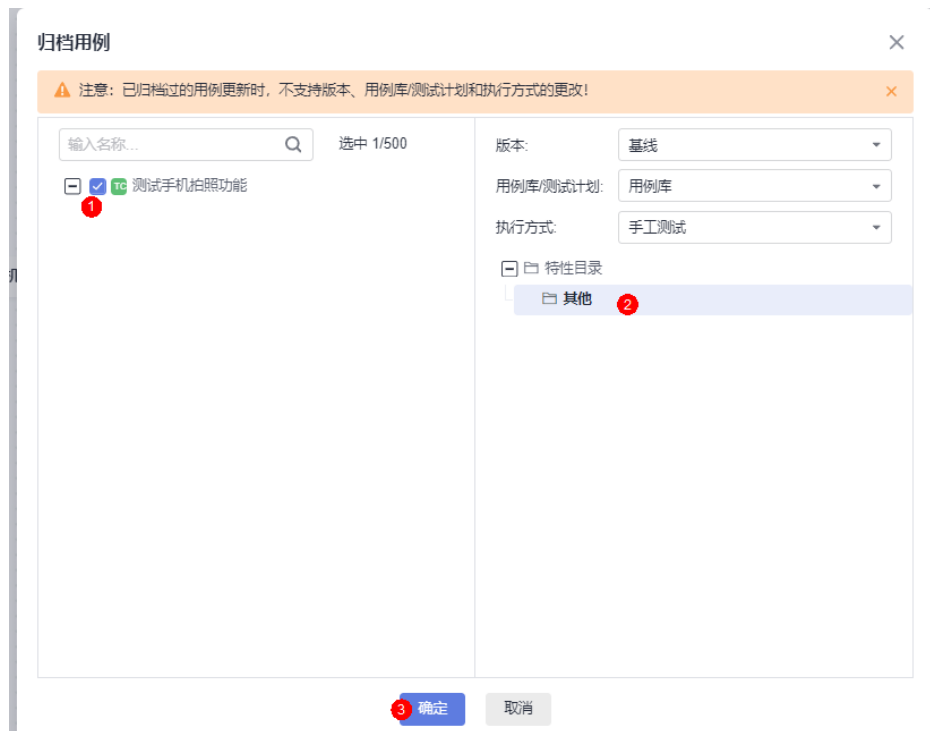 归档用例
注意：已归档过的用例更新时，不支持版本、用例库/测试计划和执行方式的更改！
输入名称...
选中 1/500
TC 测试手机拍照功能
1
版本:
基线
用例库/测试计划:
用例库
执行方式:
手工测试
特性目录
其他
2
3
确定
取消